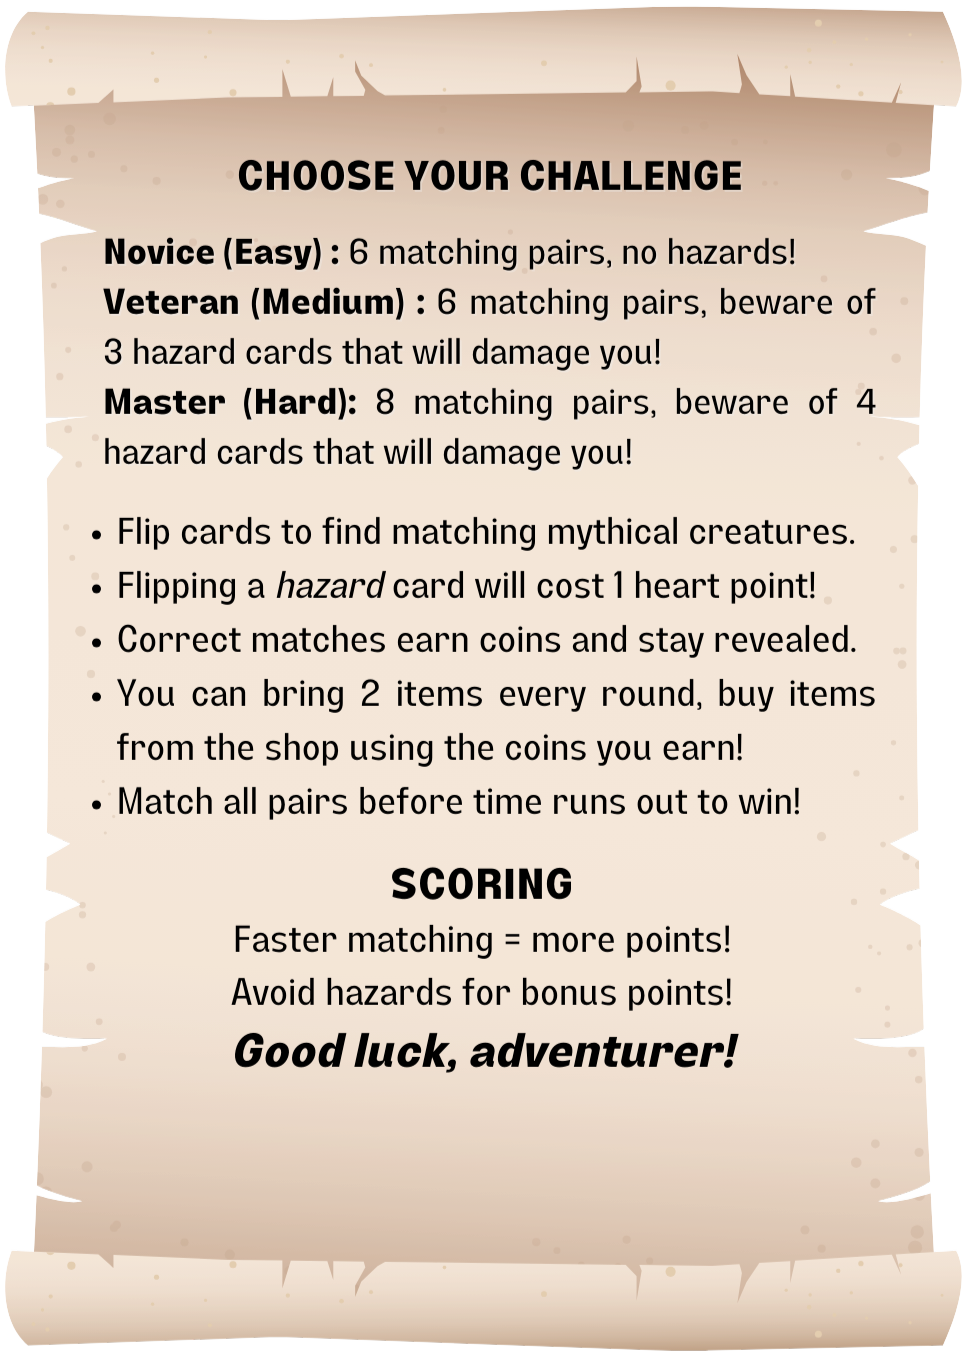 CHOOSE YOUR CHALLENGE
Novice (Easy) : 6 matching pairs, no hazards!
Veteran (Medium) : 6 matching pairs, beware of
3 hazard cards that will damage you!
Master (Hard): 8 matching pairs, beware of 4
hazard cards that will damage you!
• Flip cards to find matching mythical creatures.
• Flipping a hazard card will cost 1 heart point!
• Correct matches earn coins and stay revealed.
• You can bring 2 items every round, buy items
from the shop using the coins you earn!
• Match all pairs before time runs out to win!
SCORING
Faster matching = more points!
Avoid hazards for bonus points!
Good luck, adventurer!